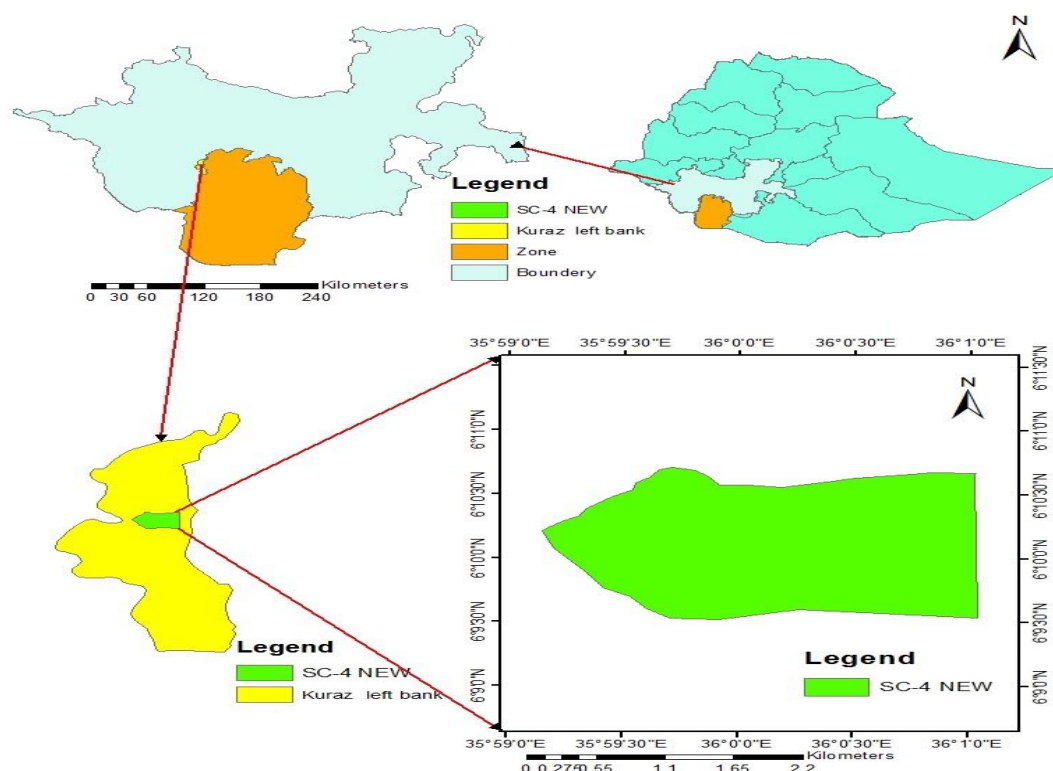 N
Legend
SC-4 NEW
Kuraz left bank
Zone
Boundery
Kilometers
0 30 60 120 180 240
35°59'0"E 35°59'30"E 36°0'0"E 36°0'30"E 36°1'0"E
N
6°11'0"N
6°10'30"N
6°10'0"N
6°9'30"N
6°9'0"N
6°11'30"N
6°11'0"N
6°10'30"N
6°10'0"N
6°9'30"N
6°9'0"N
Legend
SC-4 NEW
Kuraz left bank
Legend
SC-4 NEW
35°59'0"E 35°59'30"E 36°0'0"E 36°0'30"E 36°1'0"E
Kilometers
0 0.275 0.55 1.1 1.65 2.2